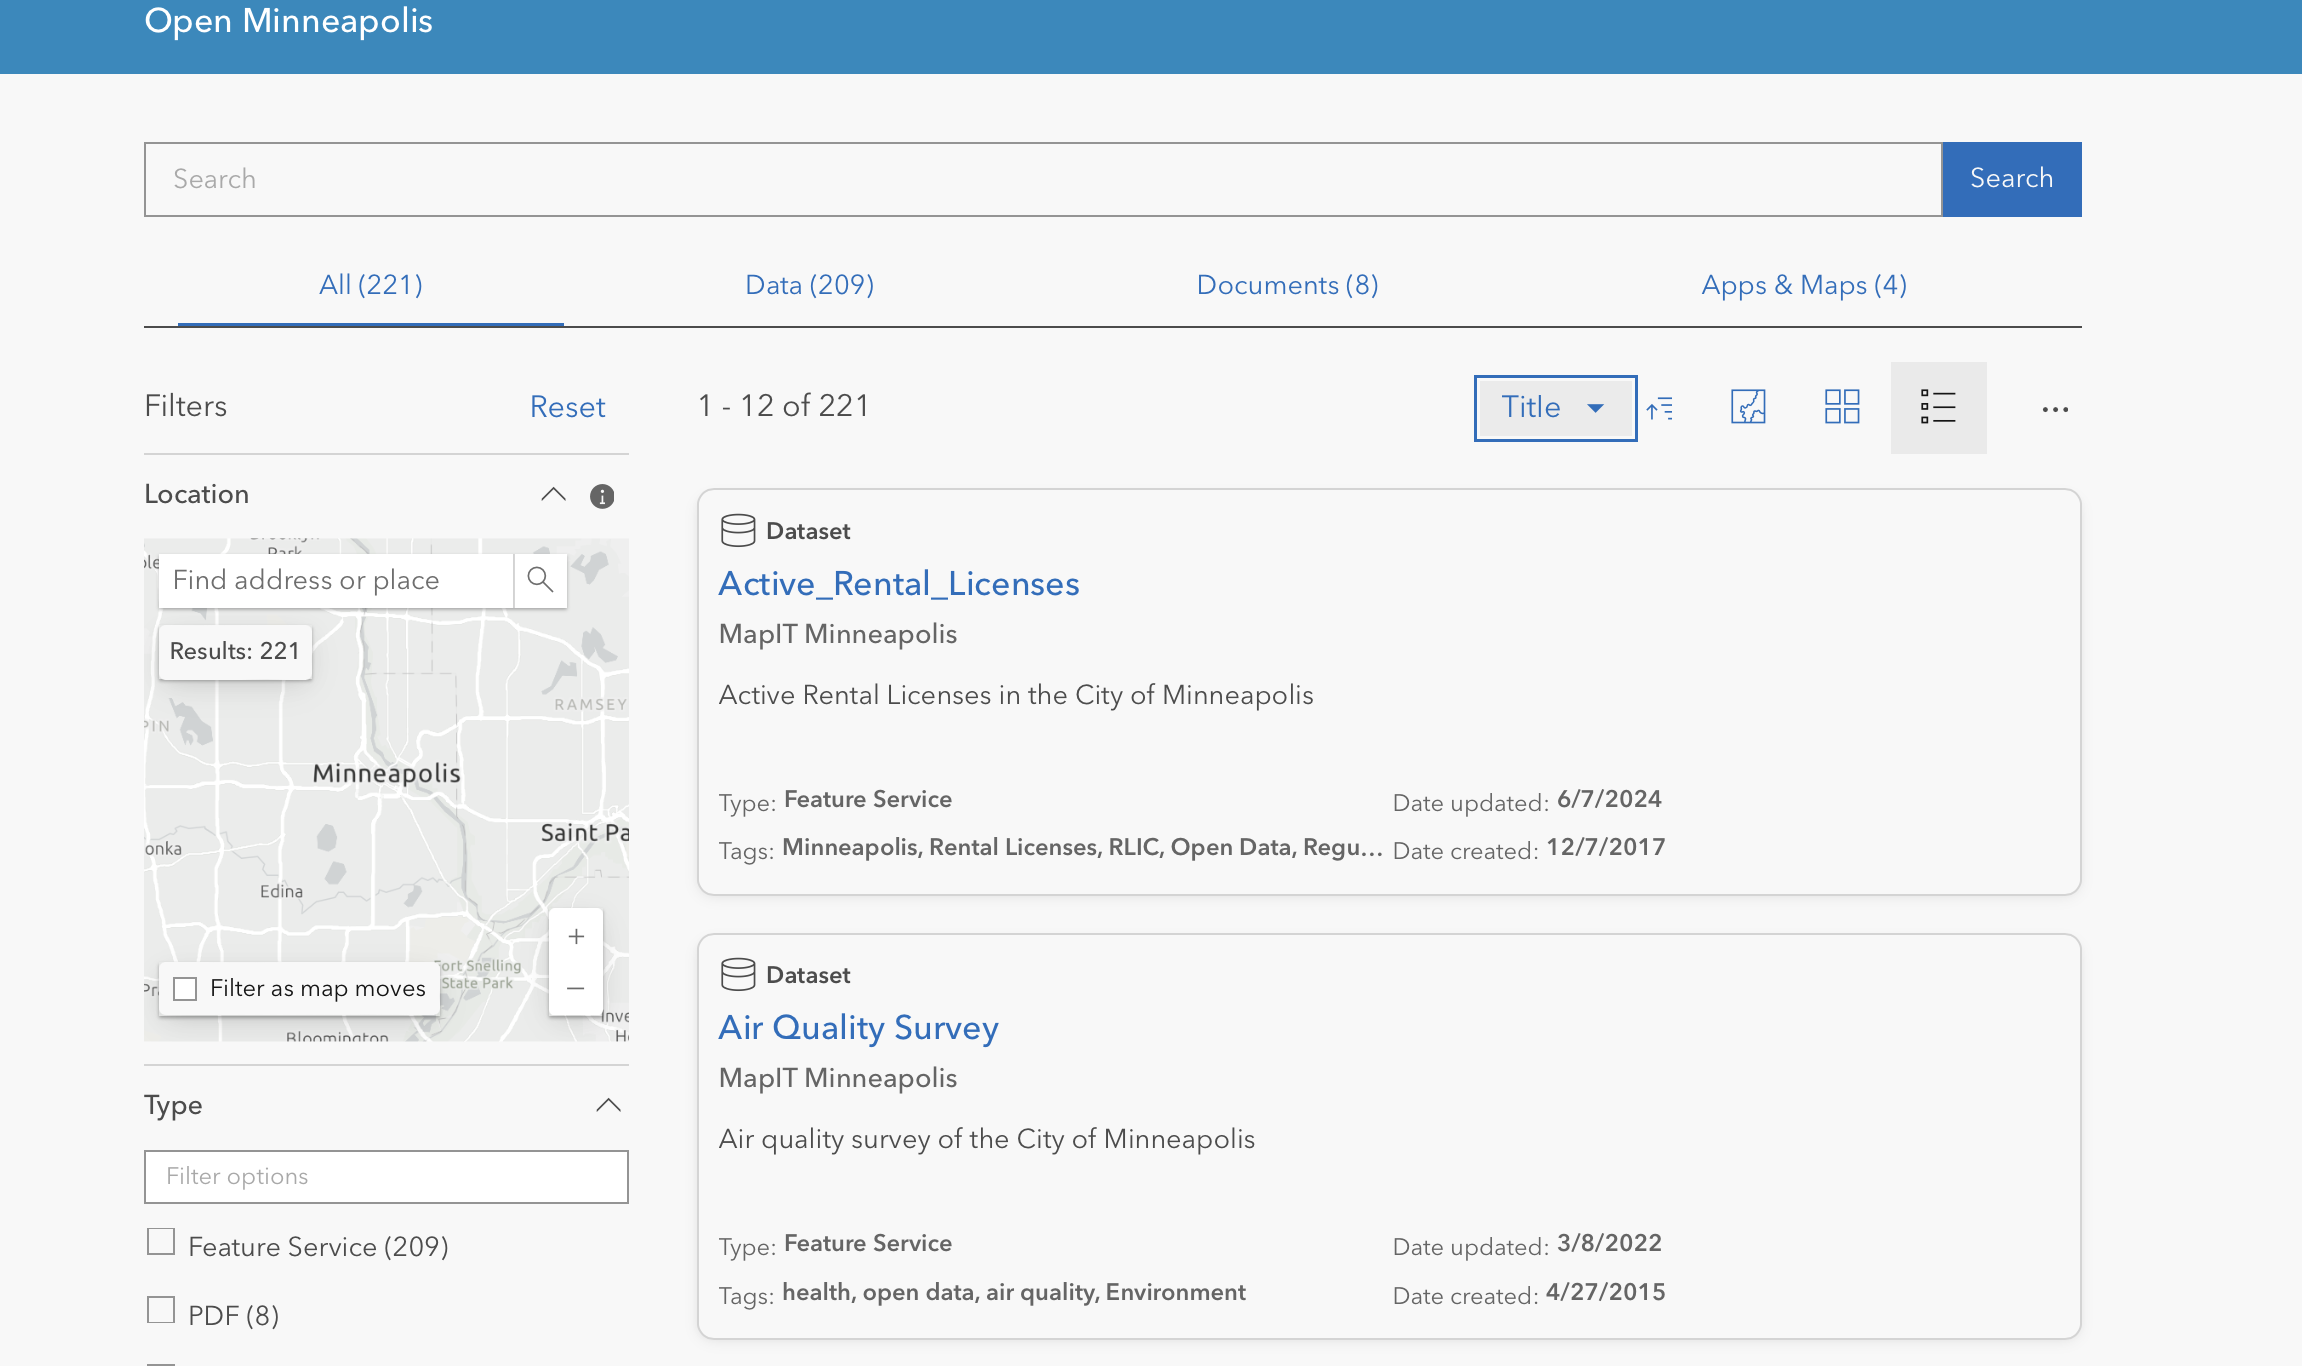 Open Minneapolis
Search
Search
All (221)
Data (209)
Documents (8)
Apps & Maps (4)
Filters
Reset
1 - 12 of 221
Title
Location
Park
Find address or place
Results: 221
RAMSEY
PIN
Minneapolis
Saint Pa
onka
Edina
+
−
Fort Snelling
State Park
Filter as map moves
Inve
Bloomington
Type
Filter options
Feature Service (209)
PDF (8)
Dataset
Active_Rental_Licenses
MapIT Minneapolis
Active Rental Licenses in the City of Minneapolis
Type: Feature Service
Date updated: 6/7/2024
Tags: Minneapolis, Rental Licenses, RLIC, Open Data, Regu...
Date created: 12/7/2017
Dataset
Air Quality Survey
MapIT Minneapolis
Air quality survey of the City of Minneapolis
Type: Feature Service
Date updated: 3/8/2022
Tags: health, open data, air quality, Environment
Date created: 4/27/2015